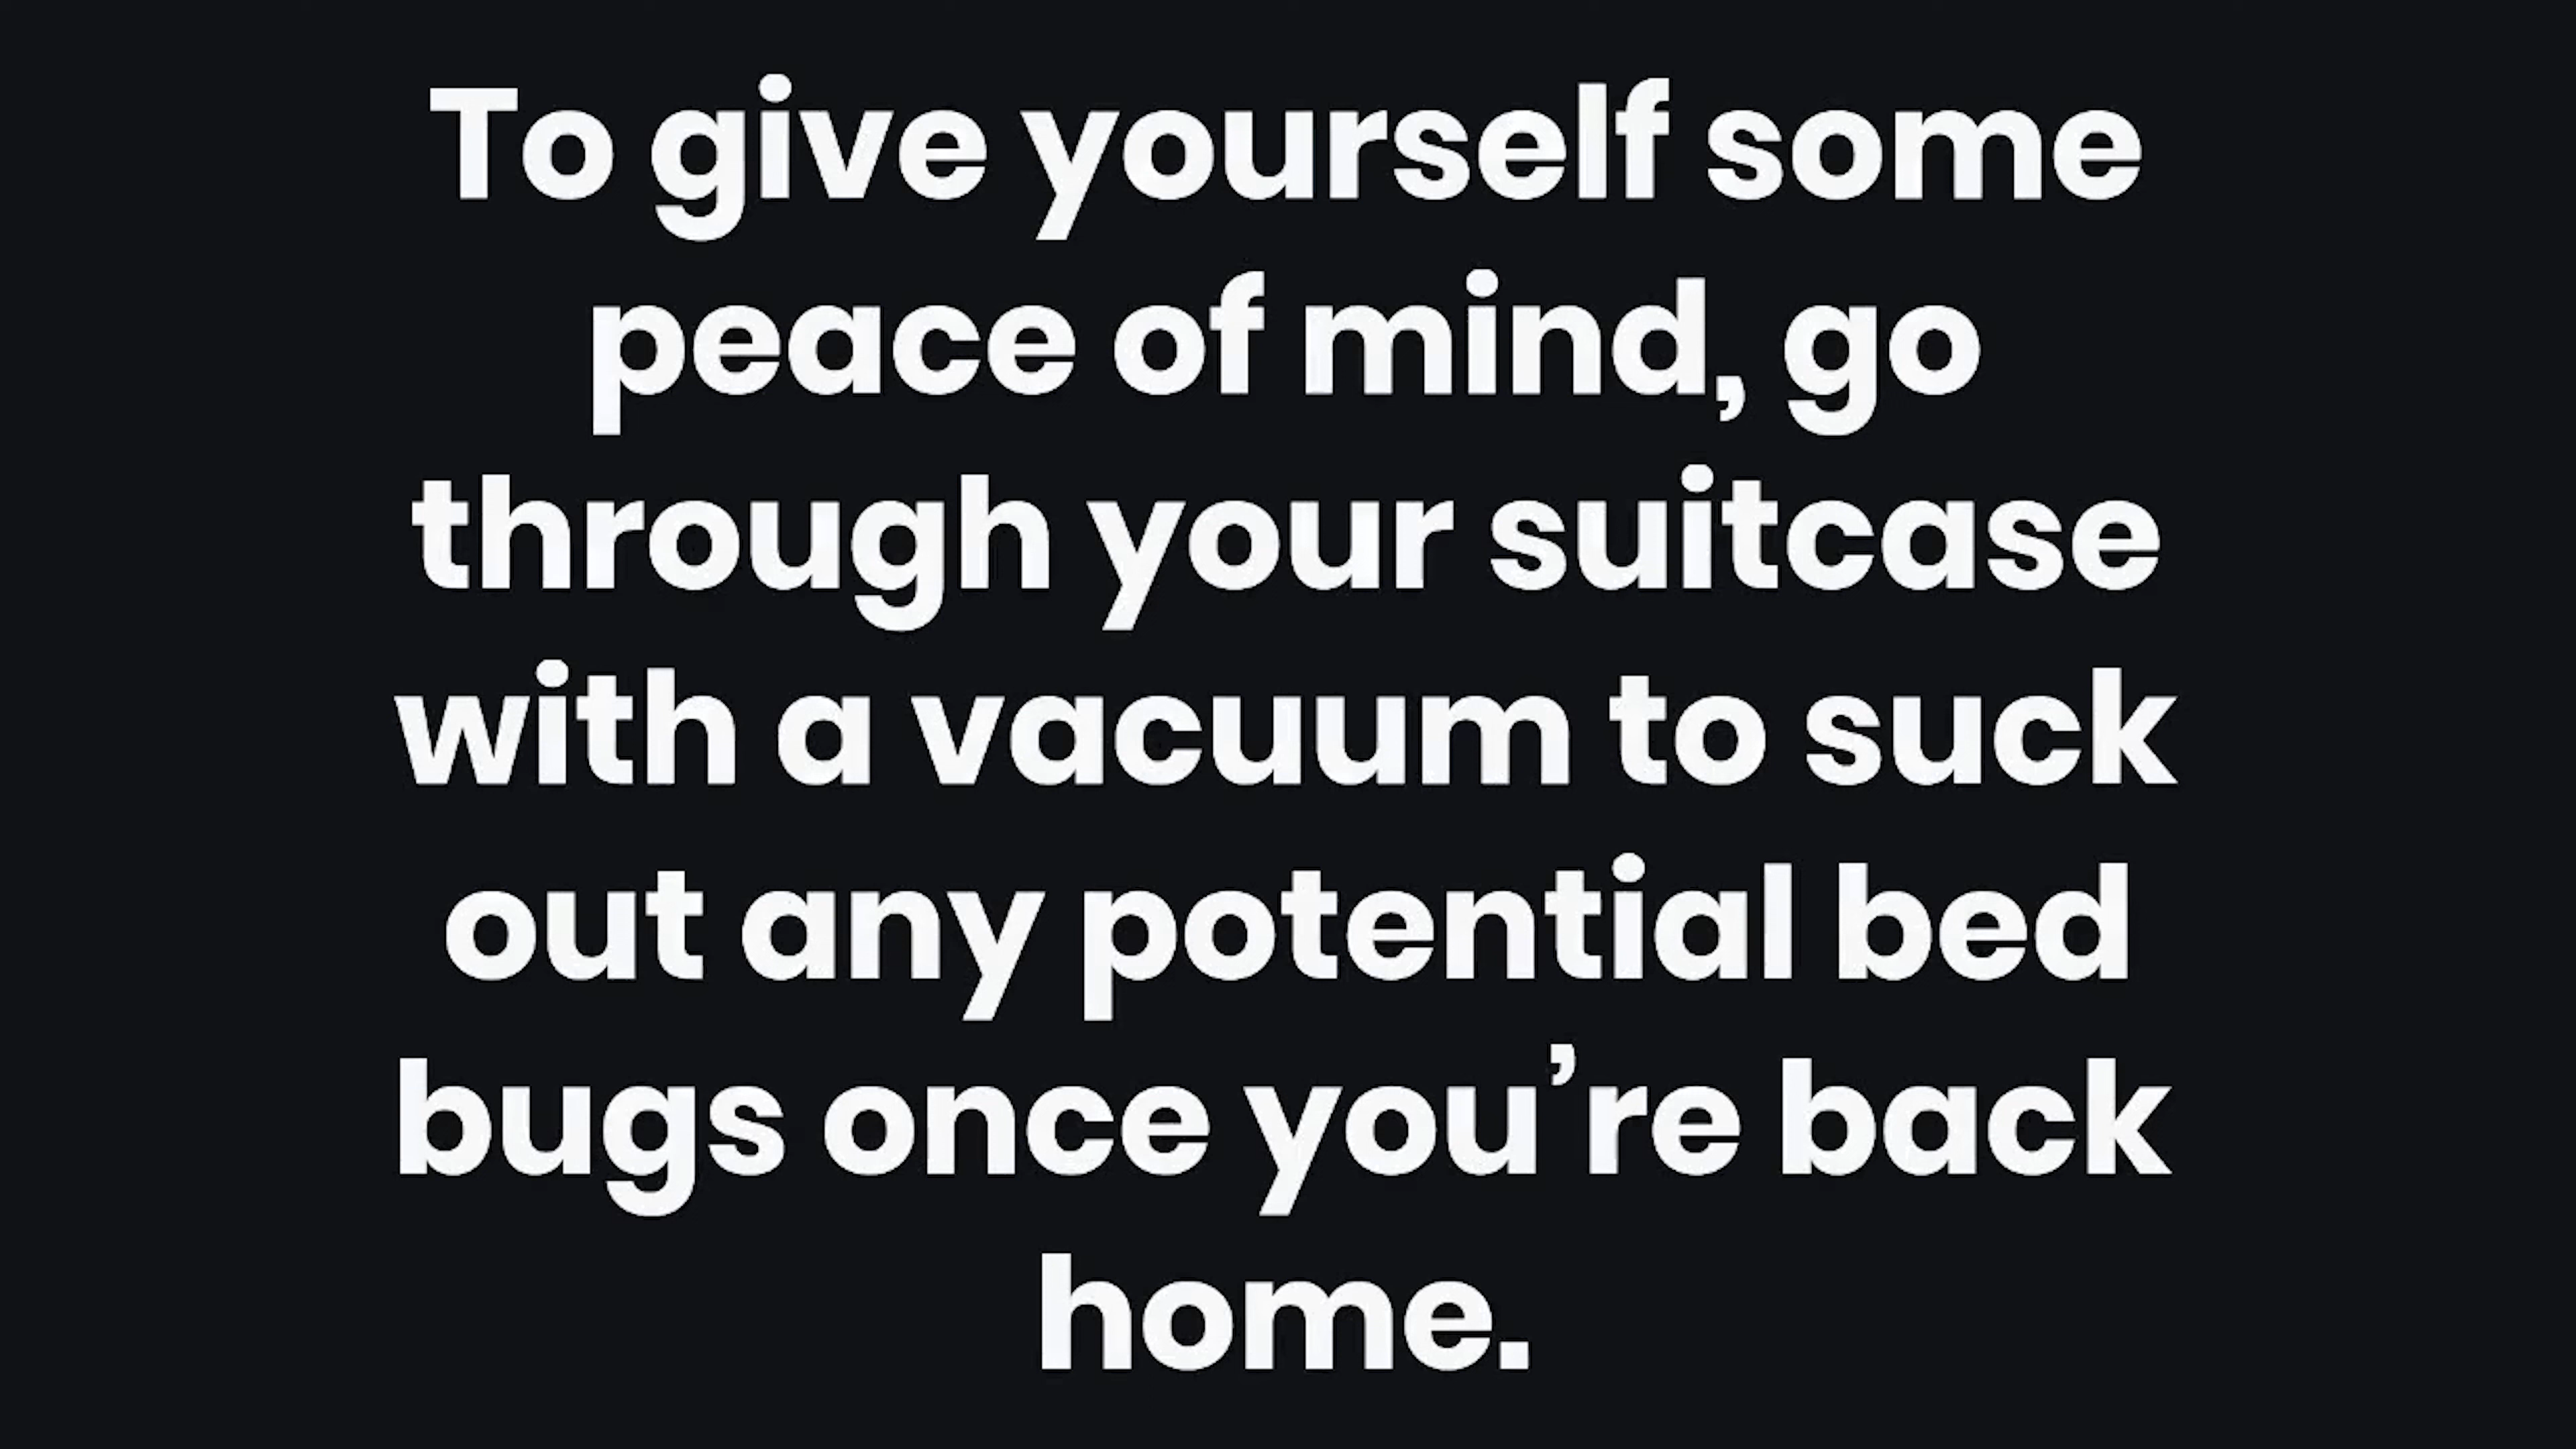 To give yourself some
peace of mind, go
through your suitcase
with a vacuum to suck
out any potential bed
bugs once you’re back
home.